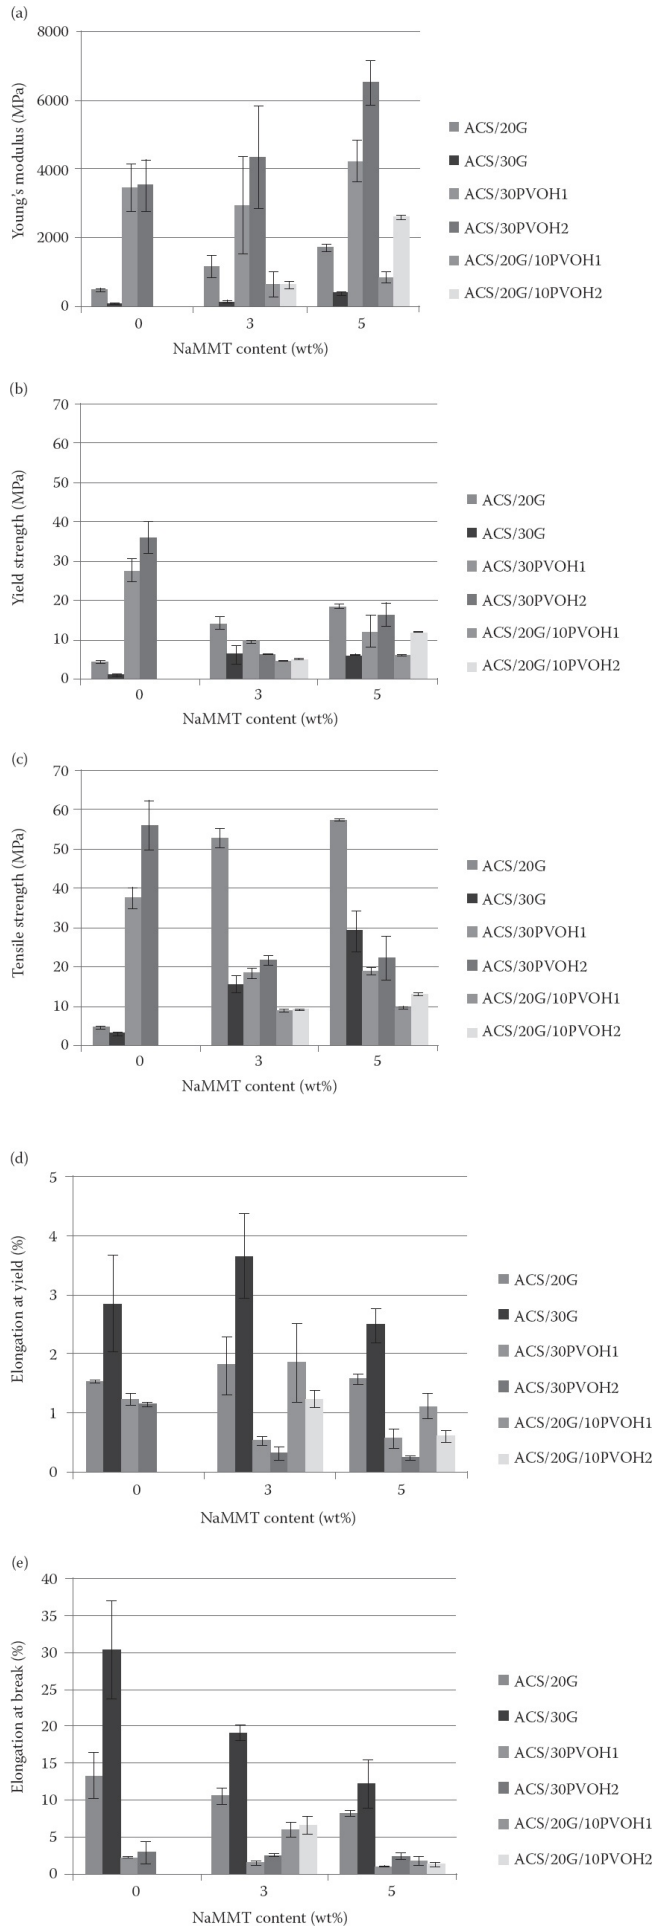 (a)
8000
6000
4000
2000
0
Young's modulus (MPa)
0 3 5
NaMMT content (wt%)
ACS/20G
ACS/30G
ACS/30PVOH1
ACS/30PVOH2
ACS/20G/10PVOH1
ACS/20G/10PVOH2
(b)
70
60
50
40
30
20
10
0
Yield strength (MPa)
0 3 5
NaMMT content (wt%)
ACS/20G
ACS/30G
ACS/30PVOH1
ACS/30PVOH2
ACS/20G/10PVOH1
ACS/20G/10PVOH2
(c)
70
60
50
40
30
20
10
0
Tensile strength (MPa)
0 3 5
NaMMT content (wt%)
ACS/20G
ACS/30G
ACS/30PVOH1
ACS/30PVOH2
ACS/20G/10PVOH1
ACS/20G/10PVOH2
(d)
5
4
3
2
1
0
Elongation at yield (%)
0 3 5
NaMMT content (wt%)
ACS/20G
ACS/30G
ACS/30PVOH1
ACS/30PVOH2
ACS/20G/10PVOH1
ACS/20G/10PVOH2
(e)
40
35
30
25
20
15
10
5
0
Elongation at break (%)
0 3 5
NaMMT content (wt%)
ACS/20G
ACS/30G
ACS/30PVOH1
ACS/30PVOH2
ACS/20G/10PVOH1
ACS/20G/10PVOH2